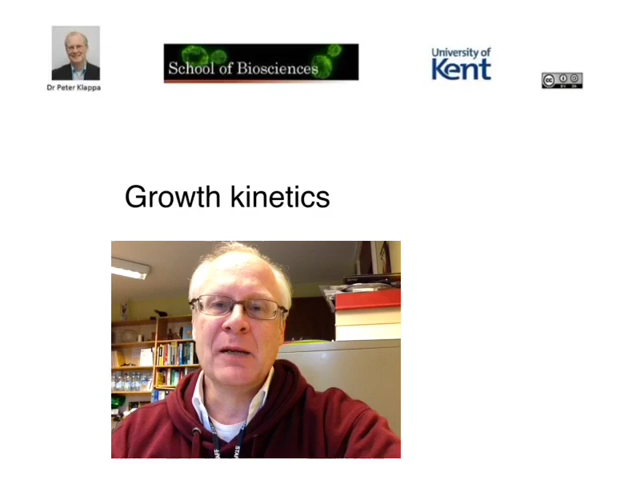 Dr Peter Klappa
School of Biosciences
University of
Kent
Growth kinetics